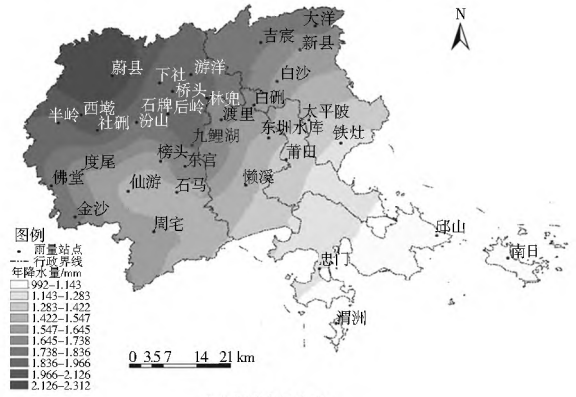 大洋
N
吉宸
新县
蔚县
下社
游洋
白沙
桥头
林兜
半岭
西墘
石牌
后岭
渡里
白硎
太平陂
社硎
汾山
东圳水库
铁灶
九鲤湖
度尾
榜头
东宫
莆田
佛堂
仙游
石马
懒溪
金沙
周宅
邱山
南日
忠门
湄洲
图例
雨量站点
行政界线
年降水量/mm
992–1.143
1.143–1.283
1.283–1.422
1.422–1.547
1.547–1.645
1.645–1.738
1.738–1.836
1.836–1.966
1.966–2.126
2.126–2.312
0 3.5 7 14 21 km